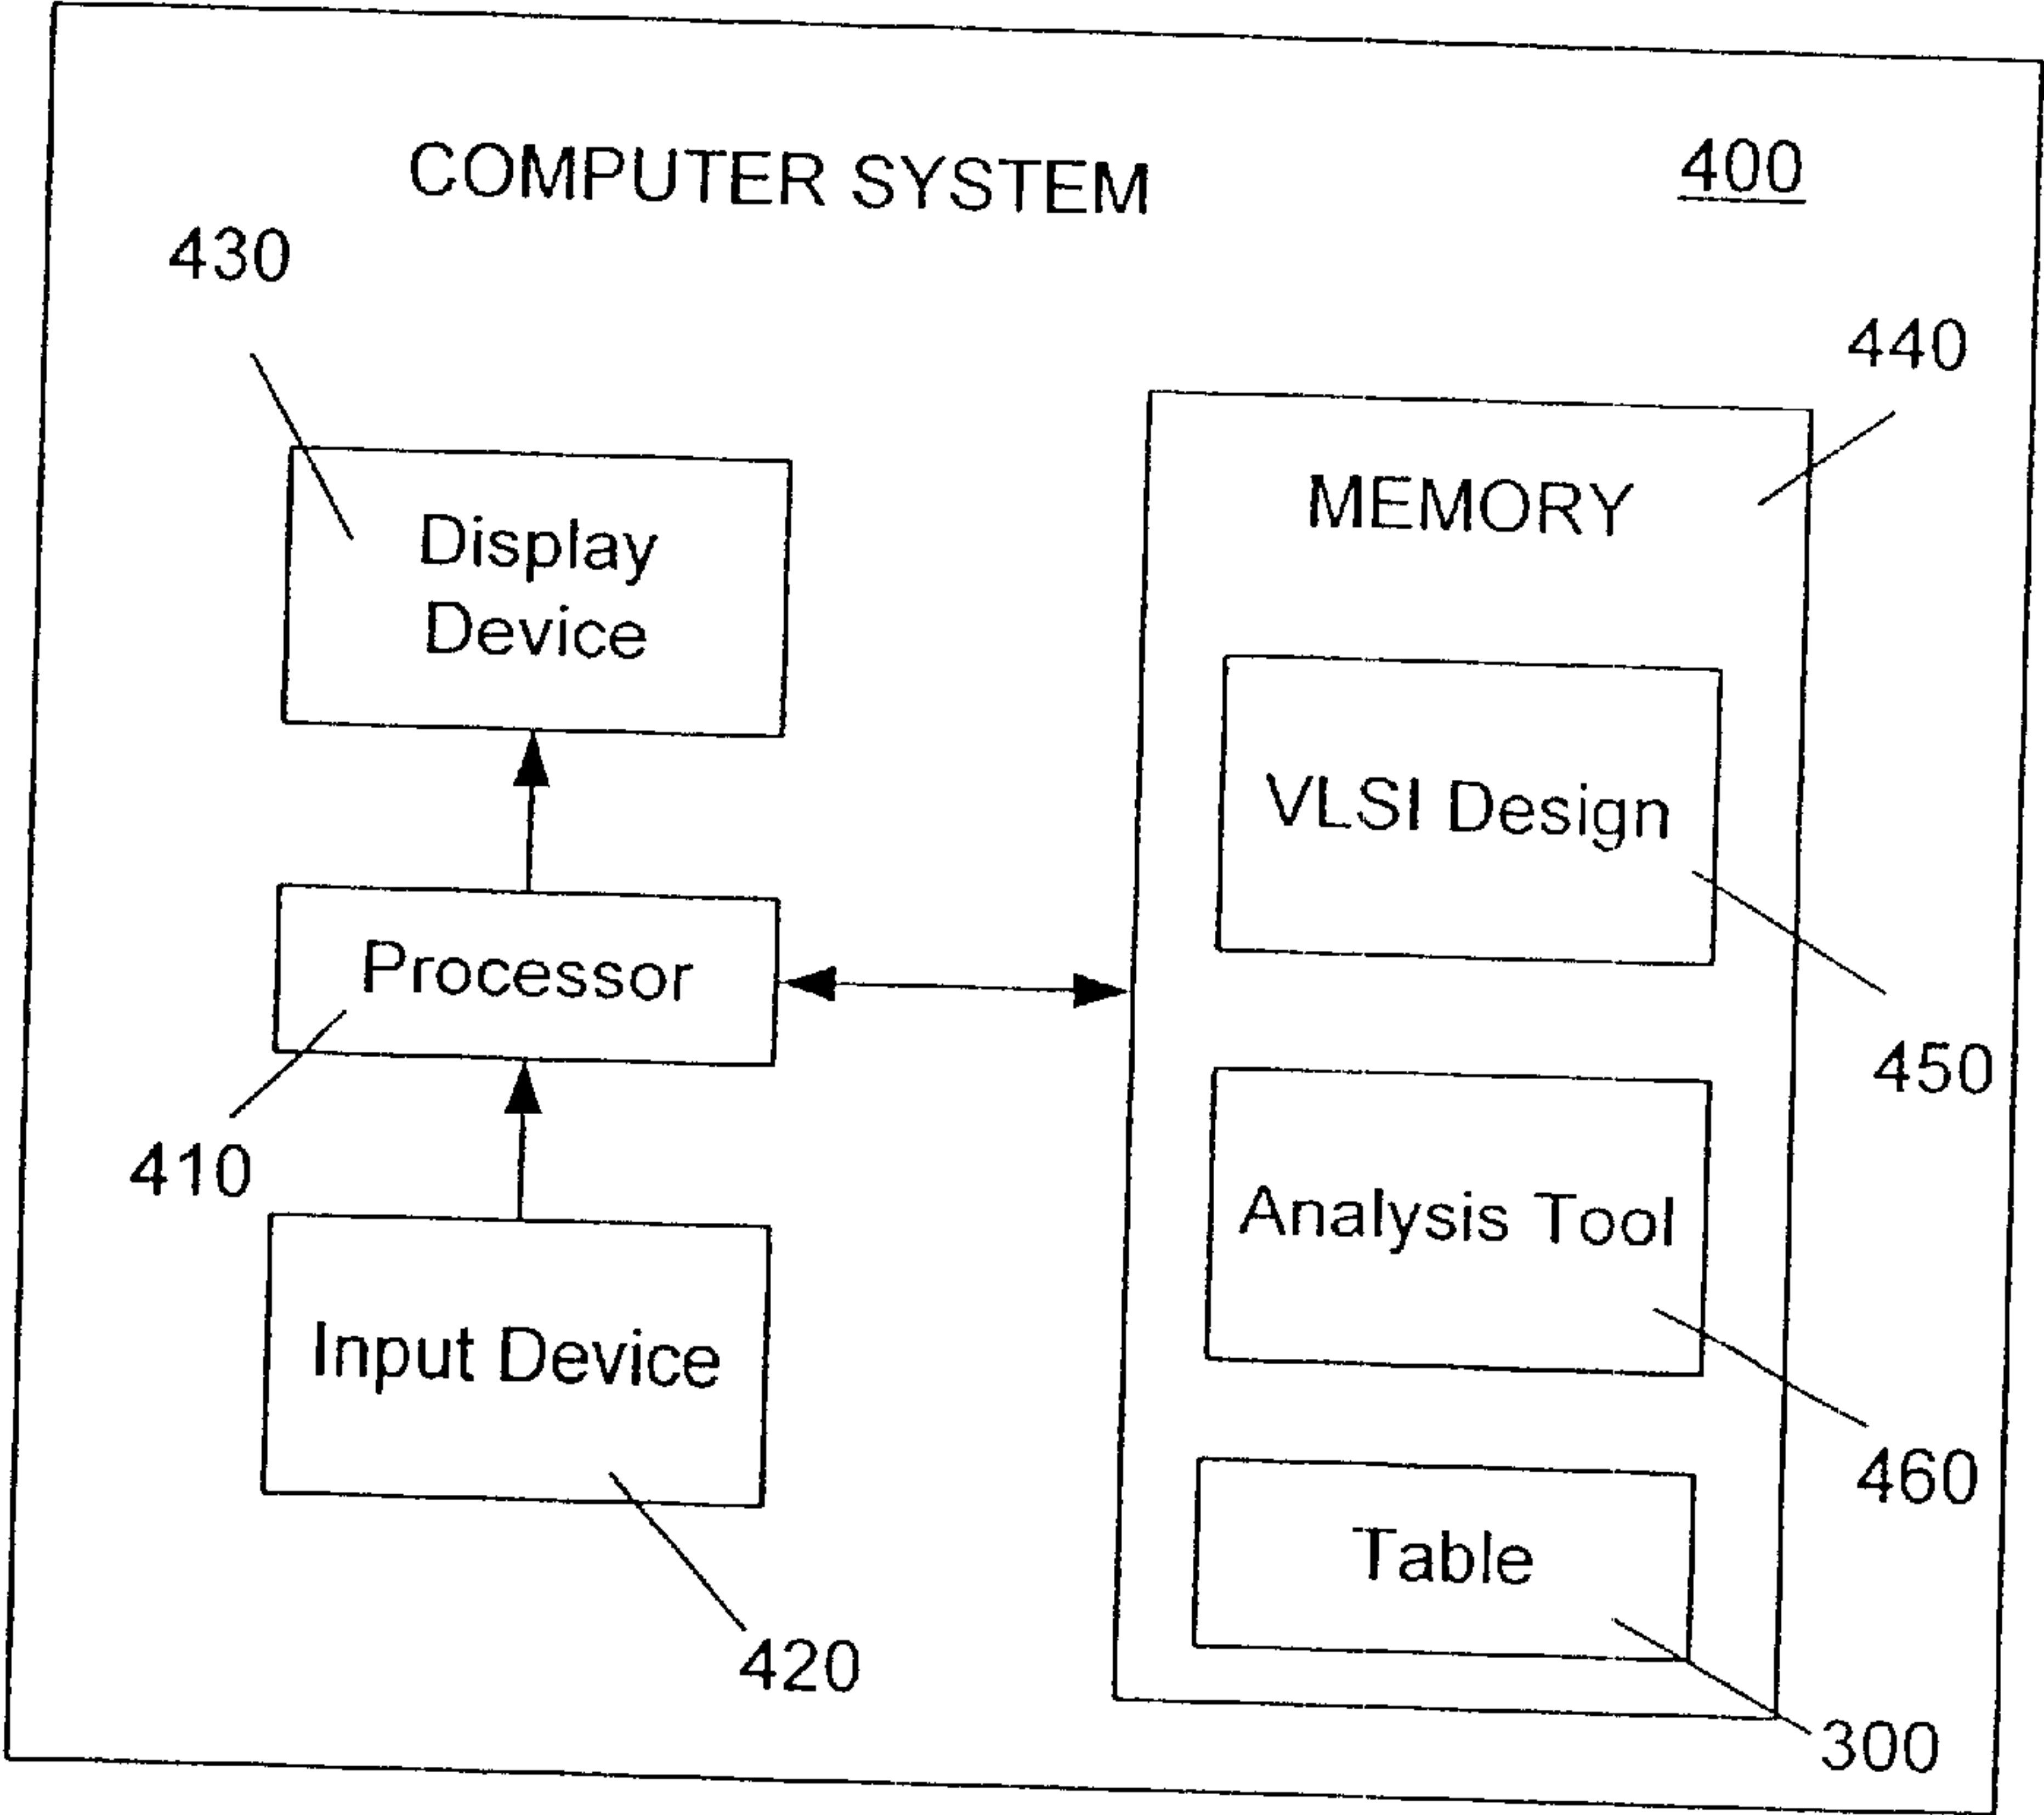 COMPUTER SYSTEM
400
430
440
Display
Device
MEMORY
VLSI Design
Processor
450
410
Analysis Tool
Input Device
460
Table
420
300